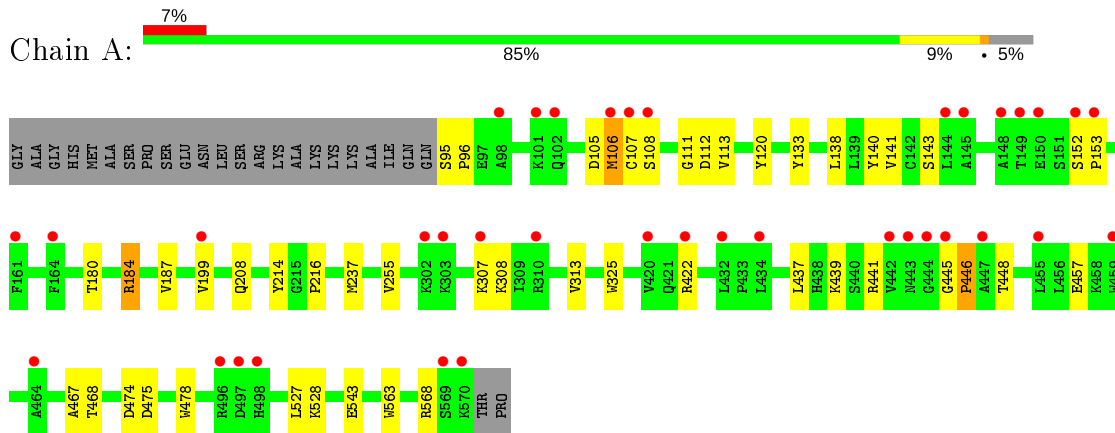 7%
Chain A:
85% 9% • 5%
GLY ALA GLY HIS MET ALA SER PRO SER GLU ASN LEU SER ARG LYS ALA LYS LYS LYS ALA ILE GLN GLN S95 P96 E97 A98 K101 Q102 D105 M106 C107 S108 G111 D112 V113 Y120 Y133 L138 L139 Y140 V141 C142 S143 L144 A145 A148 T149 E150 S151 S152 P153
F161 F164 T180 R184 V187 V199 Q208 Y214 G215 P216 M237 V255 K302 K303 K307 K308 I309 R310 V313 W325 V420 Q421 R422 L432 P433 L434 L437 H438 K439 S440 R441 V442 N443 G444 G445 P446 A447 T448 L455 L456 E457 K458 W459
A464 A467 T468 D474 D475 W478 R496 D497 H498 L527 K528 E543 W563 R568 S569 K570 THR PRO